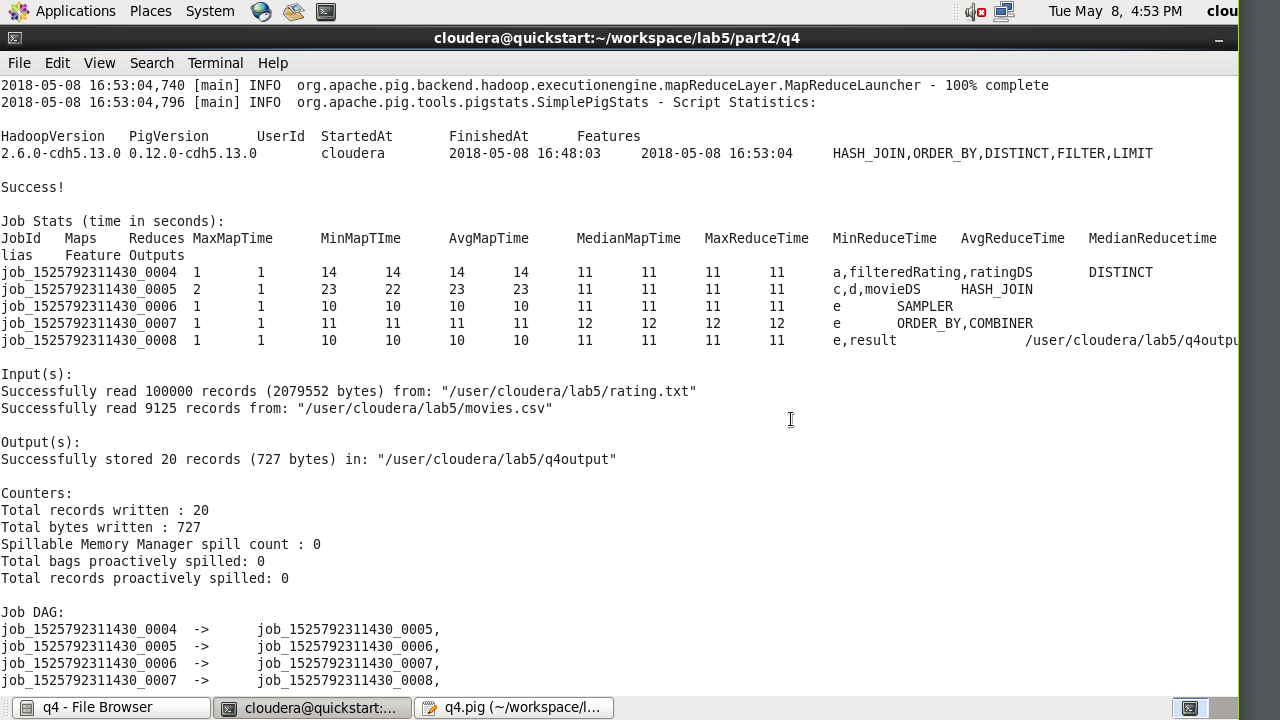 Applications Places System Tue May 8, 4:53 PM clou
cloudera@quickstart:~/workspace/lab5/part2/q4
File Edit View Search Terminal Help
2018-05-08 16:53:04,740 [main] INFO  org.apache.pig.backend.hadoop.executionengine.mapReduceLayer.MapReduceLauncher - 100% complete
2018-05-08 16:53:04,796 [main] INFO  org.apache.pig.tools.pigstats.SimplePigStats - Script Statistics:
HadoopVersion PigVersion UserId StartedAt FinishedAt Features
2.6.0-cdh5.13.0 0.12.0-cdh5.13.0 cloudera 2018-05-08 16:48:03 2018-05-08 16:53:04 HASH_JOIN,ORDER_BY,DISTINCT,FILTER,LIMIT
Success!
Job Stats (time in seconds):
JobId Maps Reduces MaxMapTime MinMapTIme AvgMapTime MedianMapTime MaxReduceTime MinReduceTime AvgReduceTime MedianReducetime
lias Feature Outputs
job_1525792311430_0004 1 1 14 14 14 14 11 11 11 11 a,filteredRating,ratingDS DISTINCT
job_1525792311430_0005 2 1 23 22 23 23 11 11 11 11 c,d,movieDS HASH_JOIN
job_1525792311430_0006 1 1 10 10 10 10 11 11 11 11 e SAMPLER
job_1525792311430_0007 1 1 11 11 11 11 12 12 12 12 e ORDER_BY,COMBINER
job_1525792311430_0008 1 1 10 10 10 10 11 11 11 11 e,result /user/cloudera/lab5/q4outpu
Input(s):
Successfully read 100000 records (2079552 bytes) from: "/user/cloudera/lab5/rating.txt"
Successfully read 9125 records from: "/user/cloudera/lab5/movies.csv"
Output(s):
Successfully stored 20 records (727 bytes) in: "/user/cloudera/lab5/q4output"
Counters:
Total records written : 20
Total bytes written : 727
Spillable Memory Manager spill count : 0
Total bags proactively spilled: 0
Total records proactively spilled: 0
Job DAG:
job_1525792311430_0004 -> job_1525792311430_0005,
job_1525792311430_0005 -> job_1525792311430_0006,
job_1525792311430_0006 -> job_1525792311430_0007,
job_1525792311430_0007 -> job_1525792311430_0008,
q4 - File Browser cloudera@quickstart:... q4.pig (~/workspace/l...